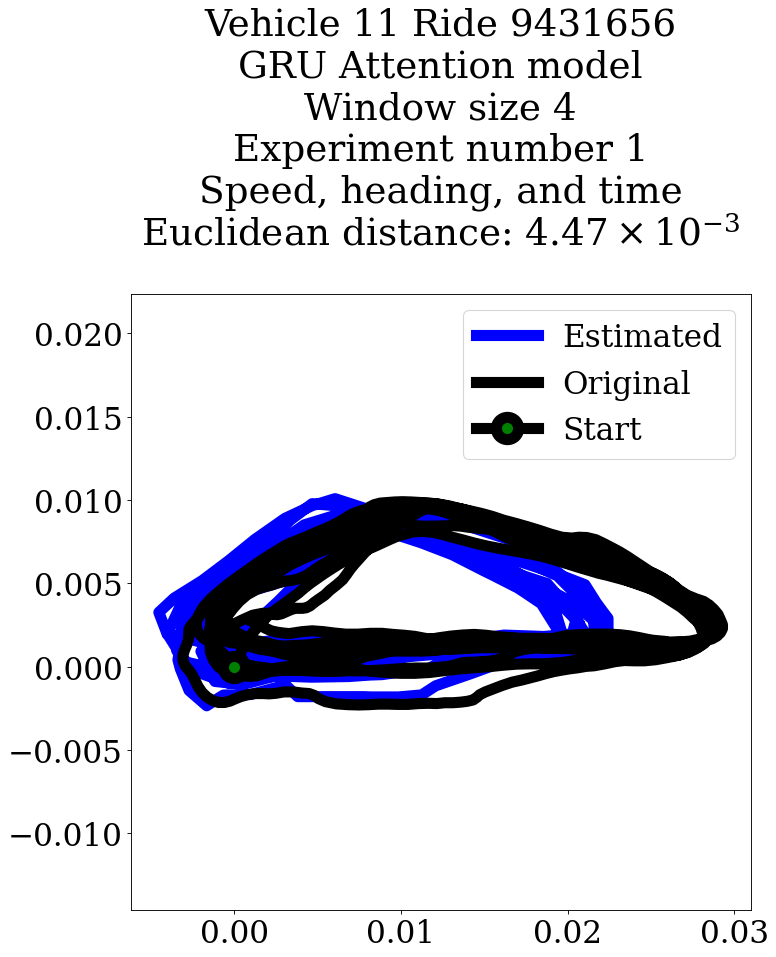 Vehicle 11 Ride 9431656
GRU Attention model
Window size 4
Experiment number 1
Speed, heading, and time
Euclidean distance: 4.47 × 10⁻³
Estimated
Original
Start
0.020
0.015
0.010
0.005
0.000
−0.005
−0.010
0.00 0.01 0.02 0.03